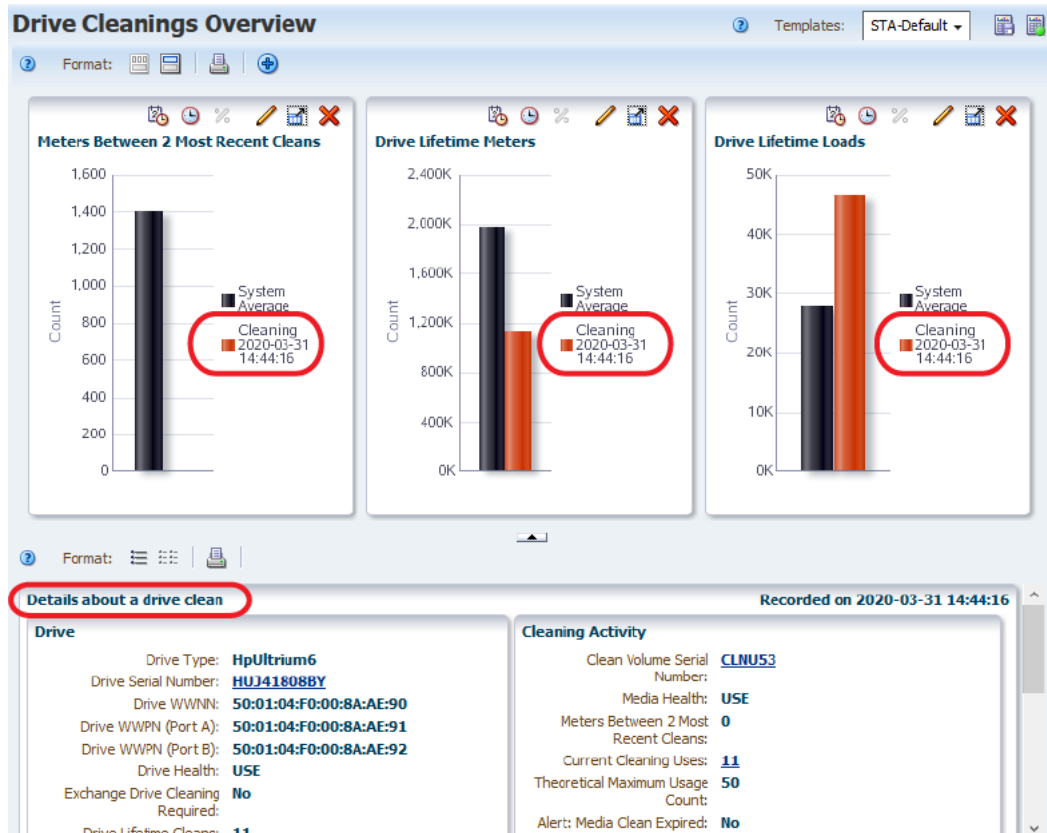 Drive Cleanings Overview
Templates: STA-Default
Format:
Meters Between 2 Most Recent Cleans
1,600
1,400
1,200
1,000
800
600
400
200
0
Count
System
Average
Cleaning
2020-03-31
14:44:16
Drive Lifetime Meters
2,400K
2,000K
1,600K
1,200K
800K
400K
0K
Count
System
Average
Cleaning
2020-03-31
14:44:16
Drive Lifetime Loads
50K
40K
30K
20K
10K
0K
Count
System
Average
Cleaning
2020-03-31
14:44:16
Format:
Details about a drive clean
Recorded on 2020-03-31 14:44:16
Drive
Drive Type: HpUltrium6
Drive Serial Number: HUJ41808BY
Drive WWNN: 50:01:04:F0:00:8A:AE:90
Drive WWPN (Port A): 50:01:04:F0:00:8A:AE:91
Drive WWPN (Port B): 50:01:04:F0:00:8A:AE:92
Drive Health: USE
Exchange Drive Cleaning No
Required:
Drive Lifetime Cleans: 11
Cleaning Activity
Clean Volume Serial CLNU53
Number:
Media Health: USE
Meters Between 2 Most 0
Recent Cleans:
Current Cleaning Uses: 11
Theoretical Maximum Usage 50
Count:
Alert: Media Clean Expired: No